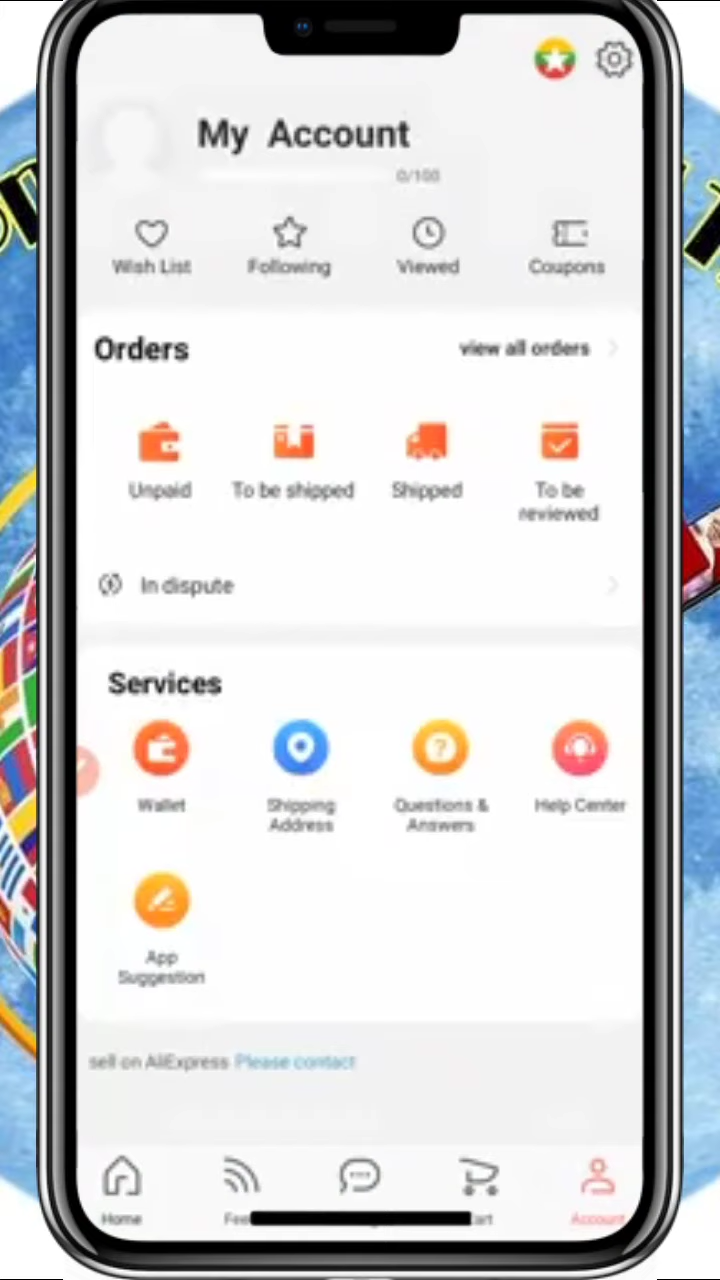 My Account
0/100
Wish List
Following
Viewed
Coupons
Orders
view all orders
Unpaid
To be shipped
Shipped
To be
reviewed
In dispute
Services
Wallet
Shipping
Address
Questions &
Answers
Help Center
App
Suggestion
sell on AliExpress Please contact
Home
Account